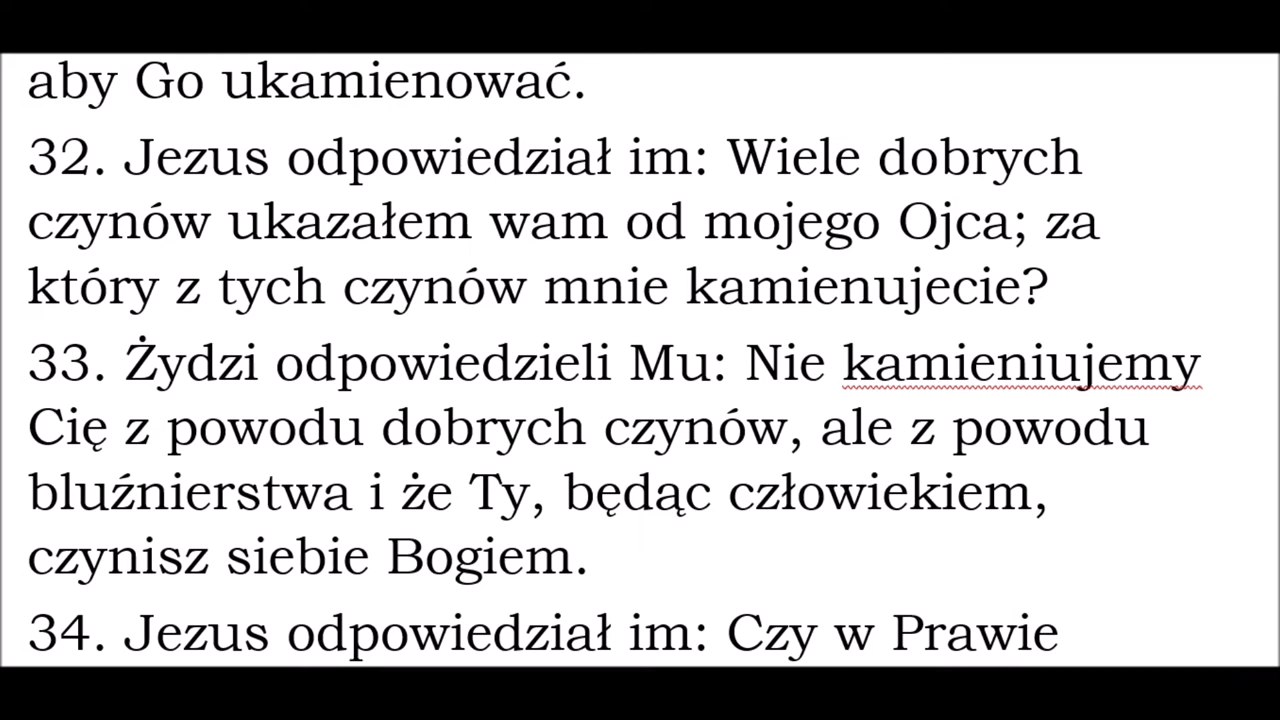 aby Go ukamienować.
32. Jezus odpowiedział im: Wiele dobrych
czynów ukazałem wam od mojego Ojca; za
który z tych czynów mnie kamienujecie?
33. Żydzi odpowiedzieli Mu: Nie kamieniujemy
Cię z powodu dobrych czynów, ale z powodu
bluźnierstwa i że Ty, będąc człowiekiem,
czynisz siebie Bogiem.
34. Jezus odpowiedział im: Czy w Prawie